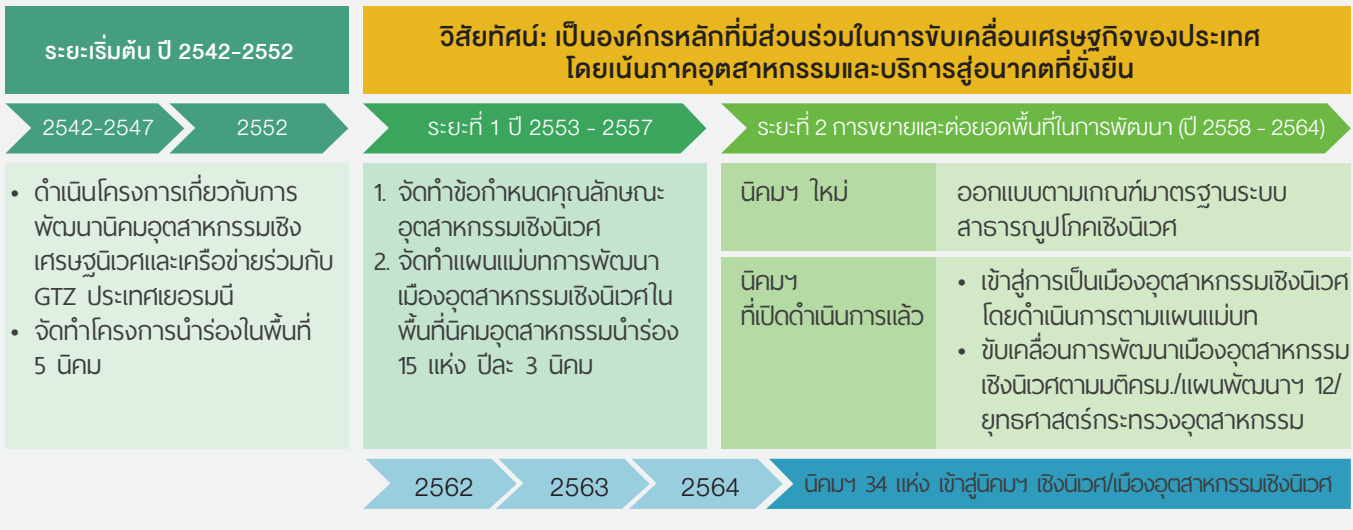 ระยะเริ่มต้น ปี 2542-2552
วิสัยทัศน์: เป็นองค์กรหลักที่มีส่วนร่วมในการขับเคลื่อนเศรษฐกิจของประเทศ
โดยเน้นภาคอุตสาหกรรมและบริการสู่อนาคตที่ยั่งยืน
2542-2547
2552
ระยะที่ 1 ปี 2553 - 2557
ระยะที่ 2 การขยายและต่อยอดพื้นที่ในการพัฒนา (ปี 2558 - 2564)
• ดำเนินโครงการเกี่ยวกับการ
พัฒนานิคมอุตสาหกรรมเชิง
เศรษฐนิเวศและเครือข่ายร่วมกับ
GTZ ประเทศเยอรมนี
• จัดทำโครงการนำร่องในพื้นที่
5 นิคม
1. จัดทำข้อกำหนดคุณลักษณะ
อุตสาหกรรมเชิงนิเวศ
2. จัดทำแผนแม่บทการพัฒนา
เมืองอุตสาหกรรมเชิงนิเวศใน
พื้นที่นิคมอุตสาหกรรมนำร่อง
15 แห่ง ปีละ 3 นิคม
นิคมฯ ใหม่
ออกแบบตามเกณฑ์มาตรฐานระบบ
สาธารณูปโภคเชิงนิเวศ
นิคมฯ
ที่เปิดดำเนินการแล้ว
• เข้าสู่การเป็นเมืองอุตสาหกรรมเชิงนิเวศ
โดยดำเนินการตามแผนแม่บท
• ขับเคลื่อนการพัฒนาเมืองอุตสาหกรรม
เชิงนิเวศตามมติครม./แผนพัฒนาฯ 12/
ยุทธศาสตร์กระทรวงอุตสาหกรรม
2562
2563
2564
นิคมฯ 34 แห่ง เข้าสู่นิคมฯ เชิงนิเวศ/เมืองอุตสาหกรรมเชิงนิเวศ